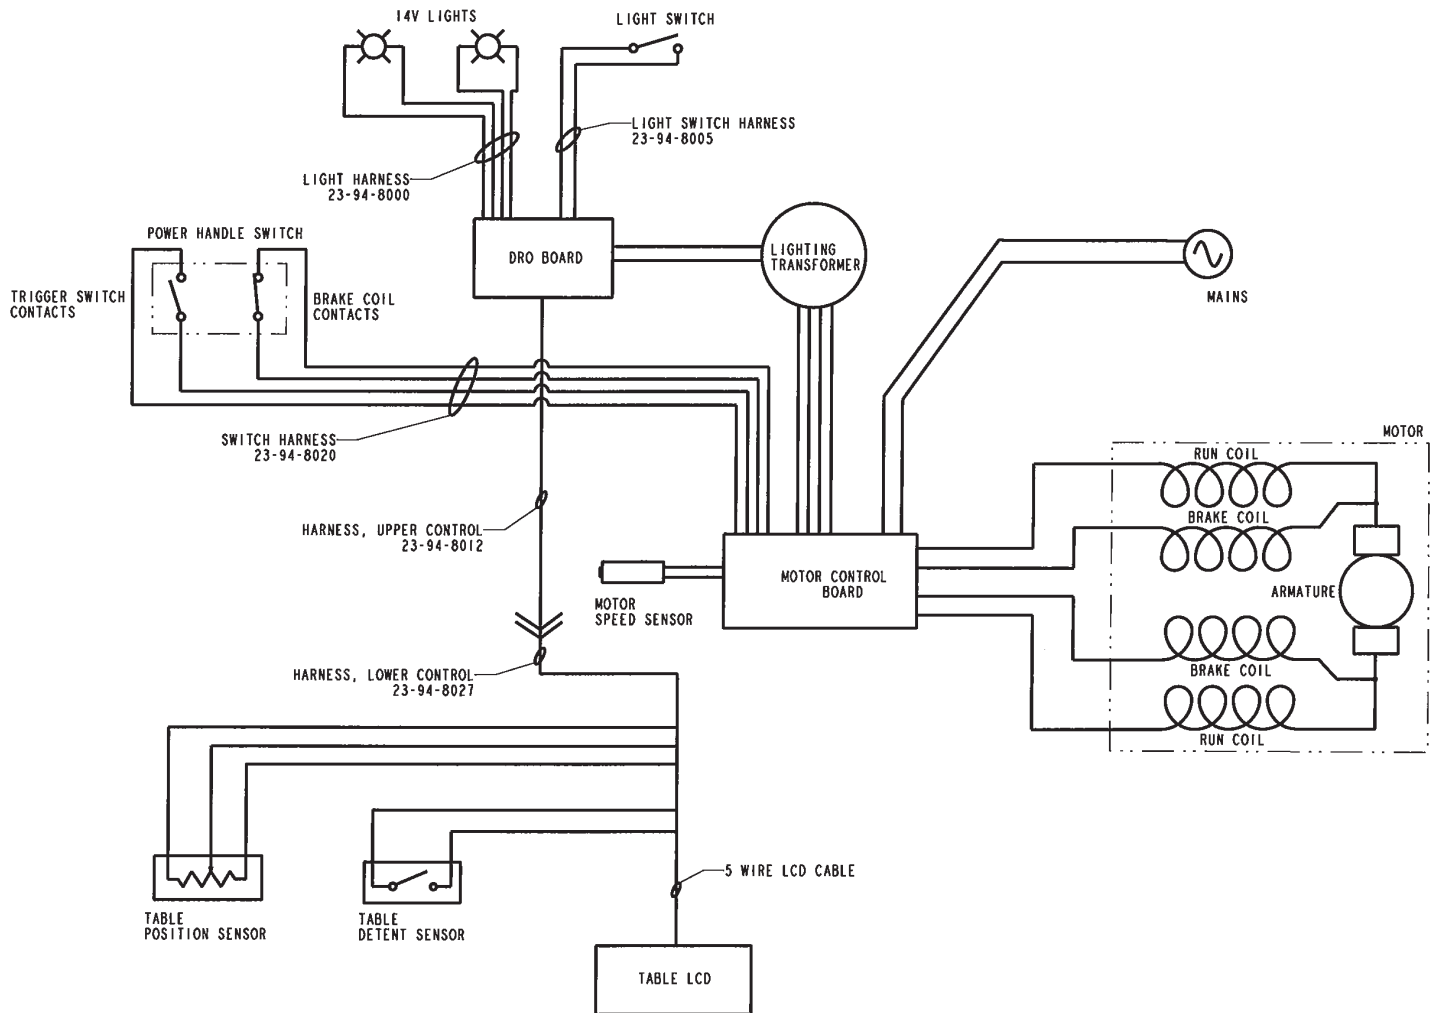 14V LIGHTS
LIGHT SWITCH
LIGHT SWITCH HARNESS
23-94-8005
LIGHT HARNESS
23-94-8000
POWER HANDLE SWITCH
DRO BOARD
LIGHTING
TRANSFORMER
MAINS
TRIGGER SWITCH
CONTACTS
BRAKE COIL
CONTACTS
SWITCH HARNESS
23-94-8020
MOTOR
RUN COIL
BRAKE COIL
HARNESS, UPPER CONTROL
23-94-8012
MOTOR CONTROL
BOARD
ARMATURE
MOTOR
SPEED SENSOR
HARNESS, LOWER CONTROL
23-94-8027
BRAKE COIL
RUN COIL
5 WIRE LCD CABLE
TABLE
POSITION SENSOR
TABLE
DETENT SENSOR
TABLE LCD